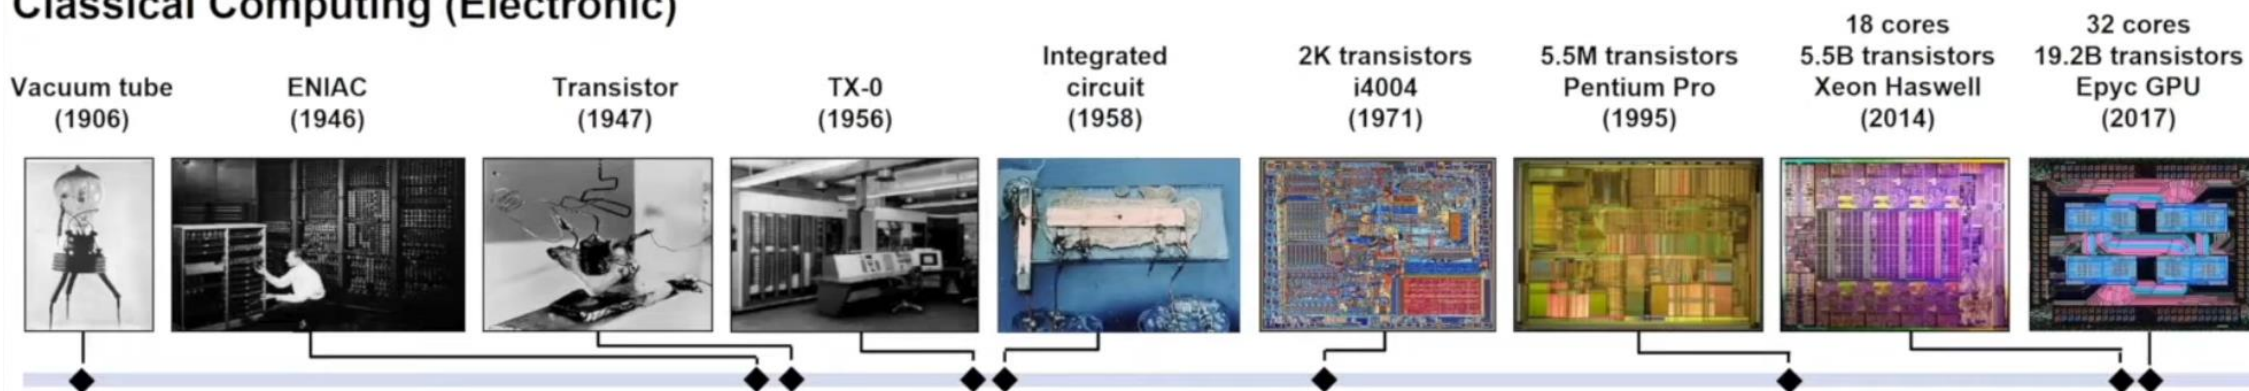 Classical Computing (Electronic)
Vacuum tube
(1906)
ENIAC
(1946)
Transistor
(1947)
TX-0
(1956)
Integrated
circuit
(1958)
2K transistors
i4004
(1971)
5.5M transistors
Pentium Pro
(1995)
18 cores
5.5B transistors
Xeon Haswell
(2014)
32 cores
19.2B transistors
Epyc GPU
(2017)